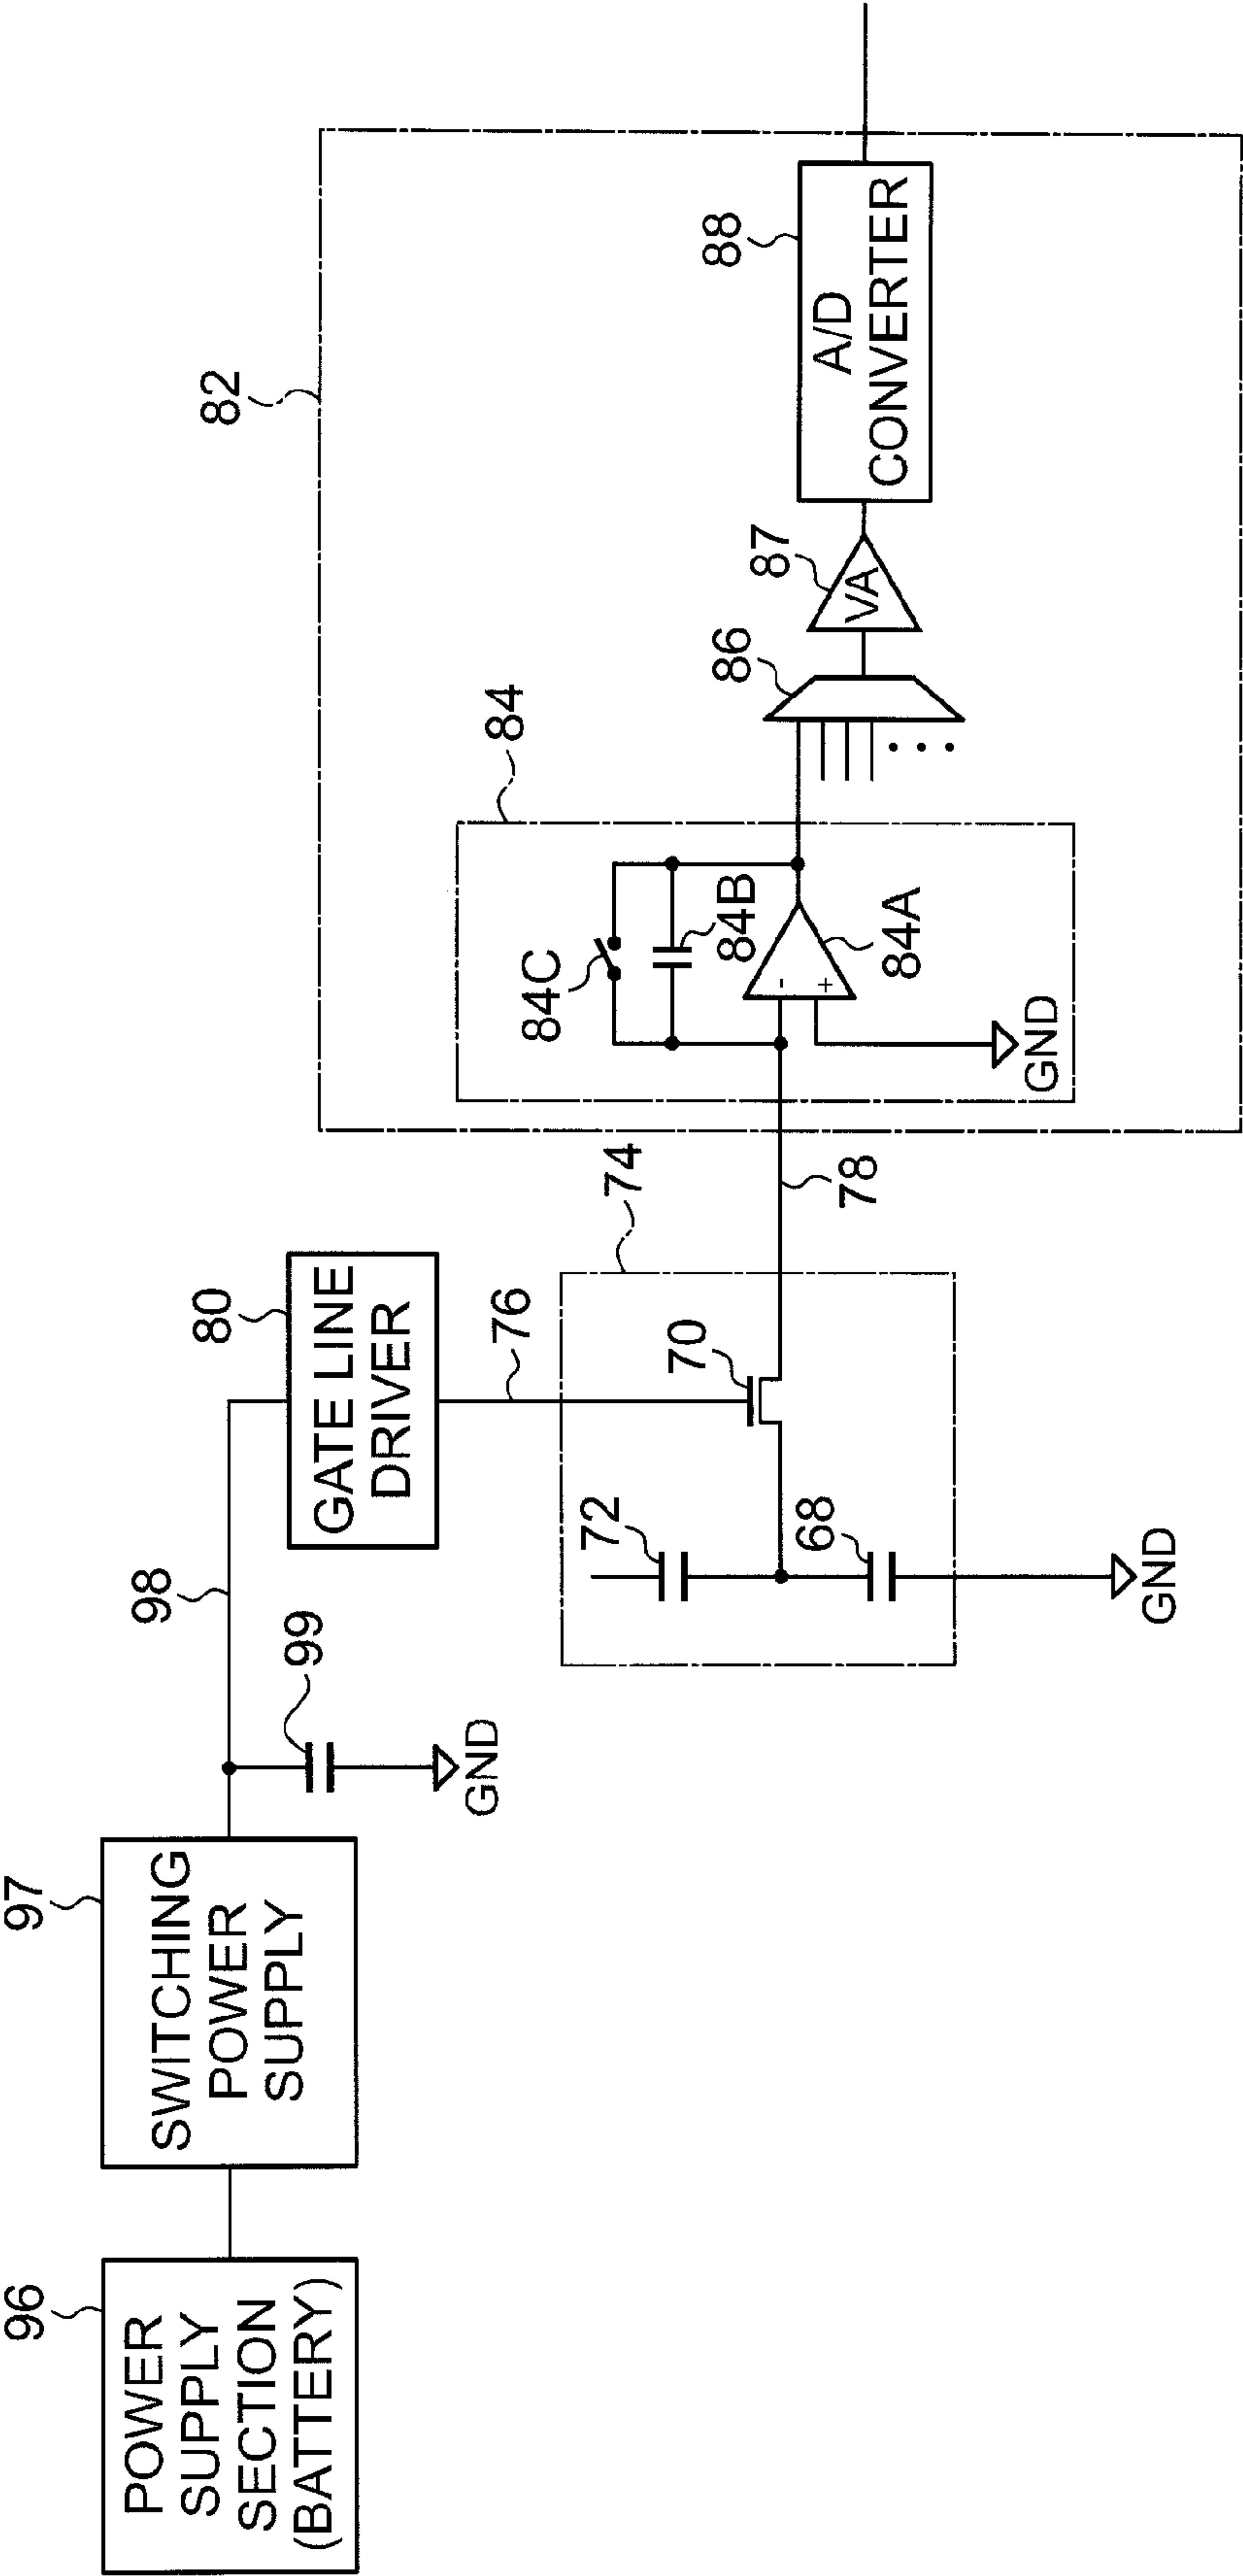 82
88
A/D
CONVERTER
87
VA
86
84
84C
84B
-
+
84A
GND
80
GATE LINE
DRIVER
76
74
78
70
72
68
GND
98
99
GND
97
SWITCHING
POWER
SUPPLY
96
POWER
SUPPLY
SECTION
(BATTERY)